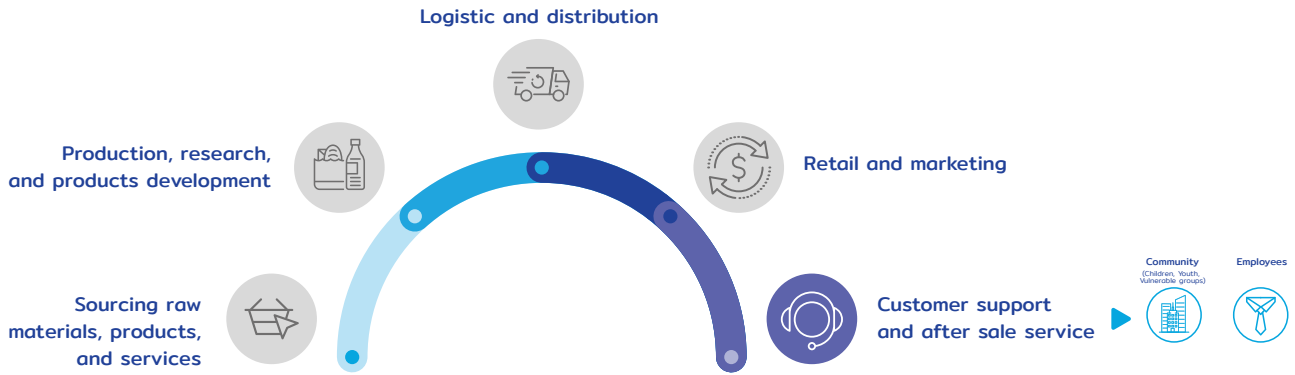 Logistic and distribution
Production, research,
and products development
Retail and marketing
Sourcing raw
materials, products,
and services
Customer support
and after sale service
Community
(Children, Youth,
Vulnerable groups)
Employees